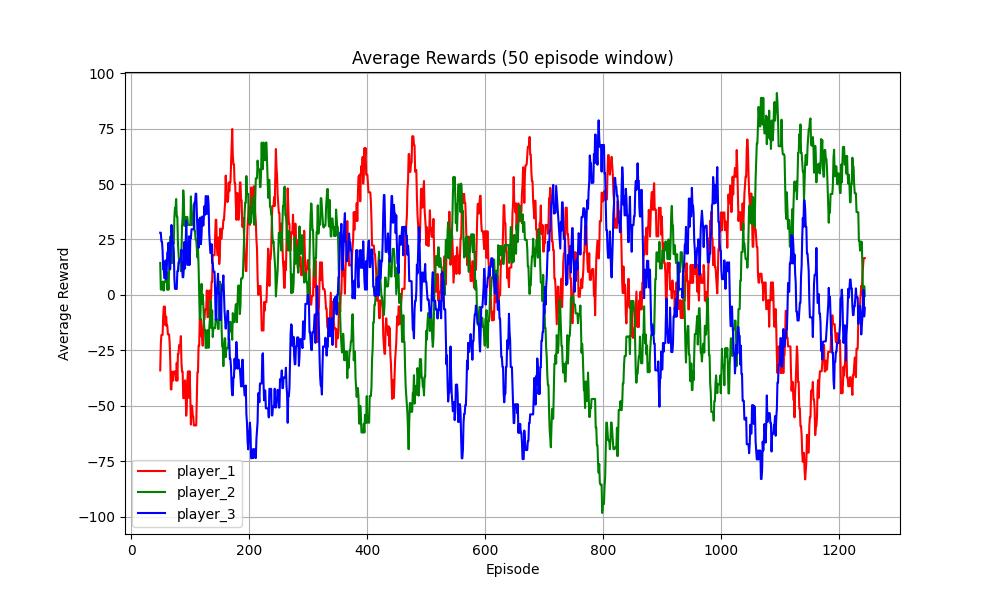 Average Rewards (50 episode window)
100
75
50
25
0
−25
−50
−75
−100
Average Reward
player_1
player_2
player_3
0 200 400 600 800 1000 1200
Episode